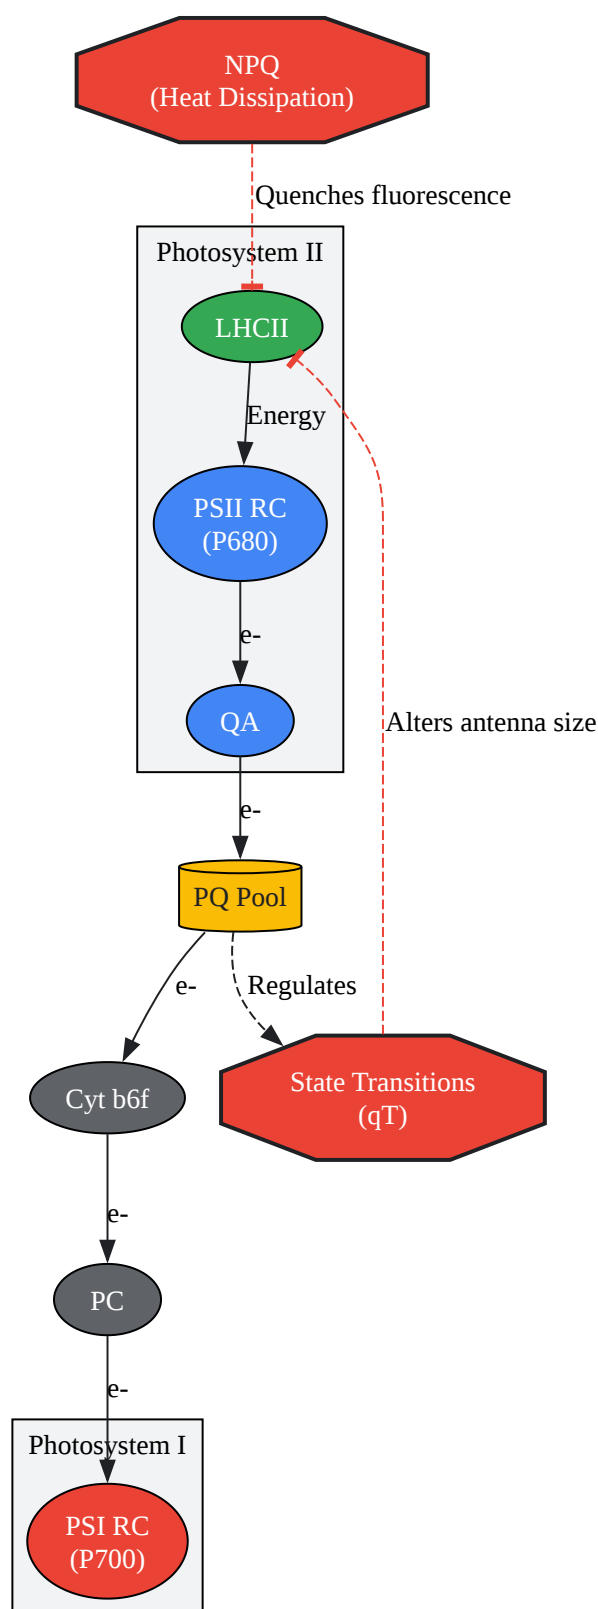 NPQ
(Heat Dissipation)
Quenches fluorescence
Photosystem II
LHCII
Energy
PSII RC
(P680)
e-
QA
Alters antenna size
e-
PQ Pool
e-
Regulates
State Transitions
(qT)
Cyt b6f
e-
PC
e-
Photosystem I
PSI RC
(P700)